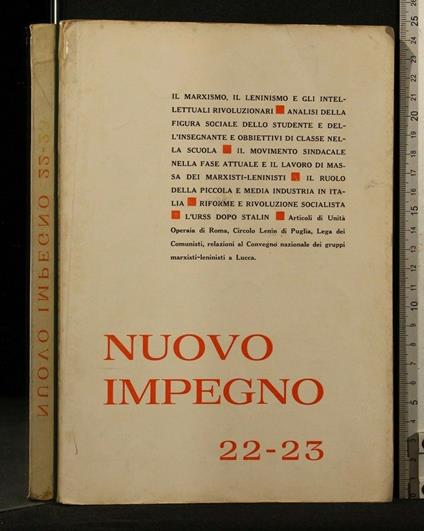 NUOVO IMPEGNO 22-23
IL MARXISMO, IL LENINISMO E GLI INTEL-
LETTUALI RIVOLUZIONARI ■ ANALISI DELLA
FIGURA SOCIALE DELLO STUDENTE E DEL-
L'INSEGNANTE E OBBIETTIVI DI CLASSE NEL-
LA SCUOLA ■ IL MOVIMENTO SINDACALE
NELLA FASE ATTUALE E IL LAVORO DI MAS-
SA DEI MARXISTI-LENINISTI ■ IL RUOLO
DELLA PICCOLA E MEDIA INDUSTRIA IN ITA-
LIA ■ RIFORME E RIVOLUZIONE SOCIALISTA
■ L'URSS DOPO STALIN ■ Articoli di Unità
Operaia di Roma, Circolo Lenin di Puglia, Lega dei
Comunisti, relazioni al Convegno nazionale dei gruppi
marxisti-leninisti a Lucca.
NUOVO
IMPEGNO
22-23